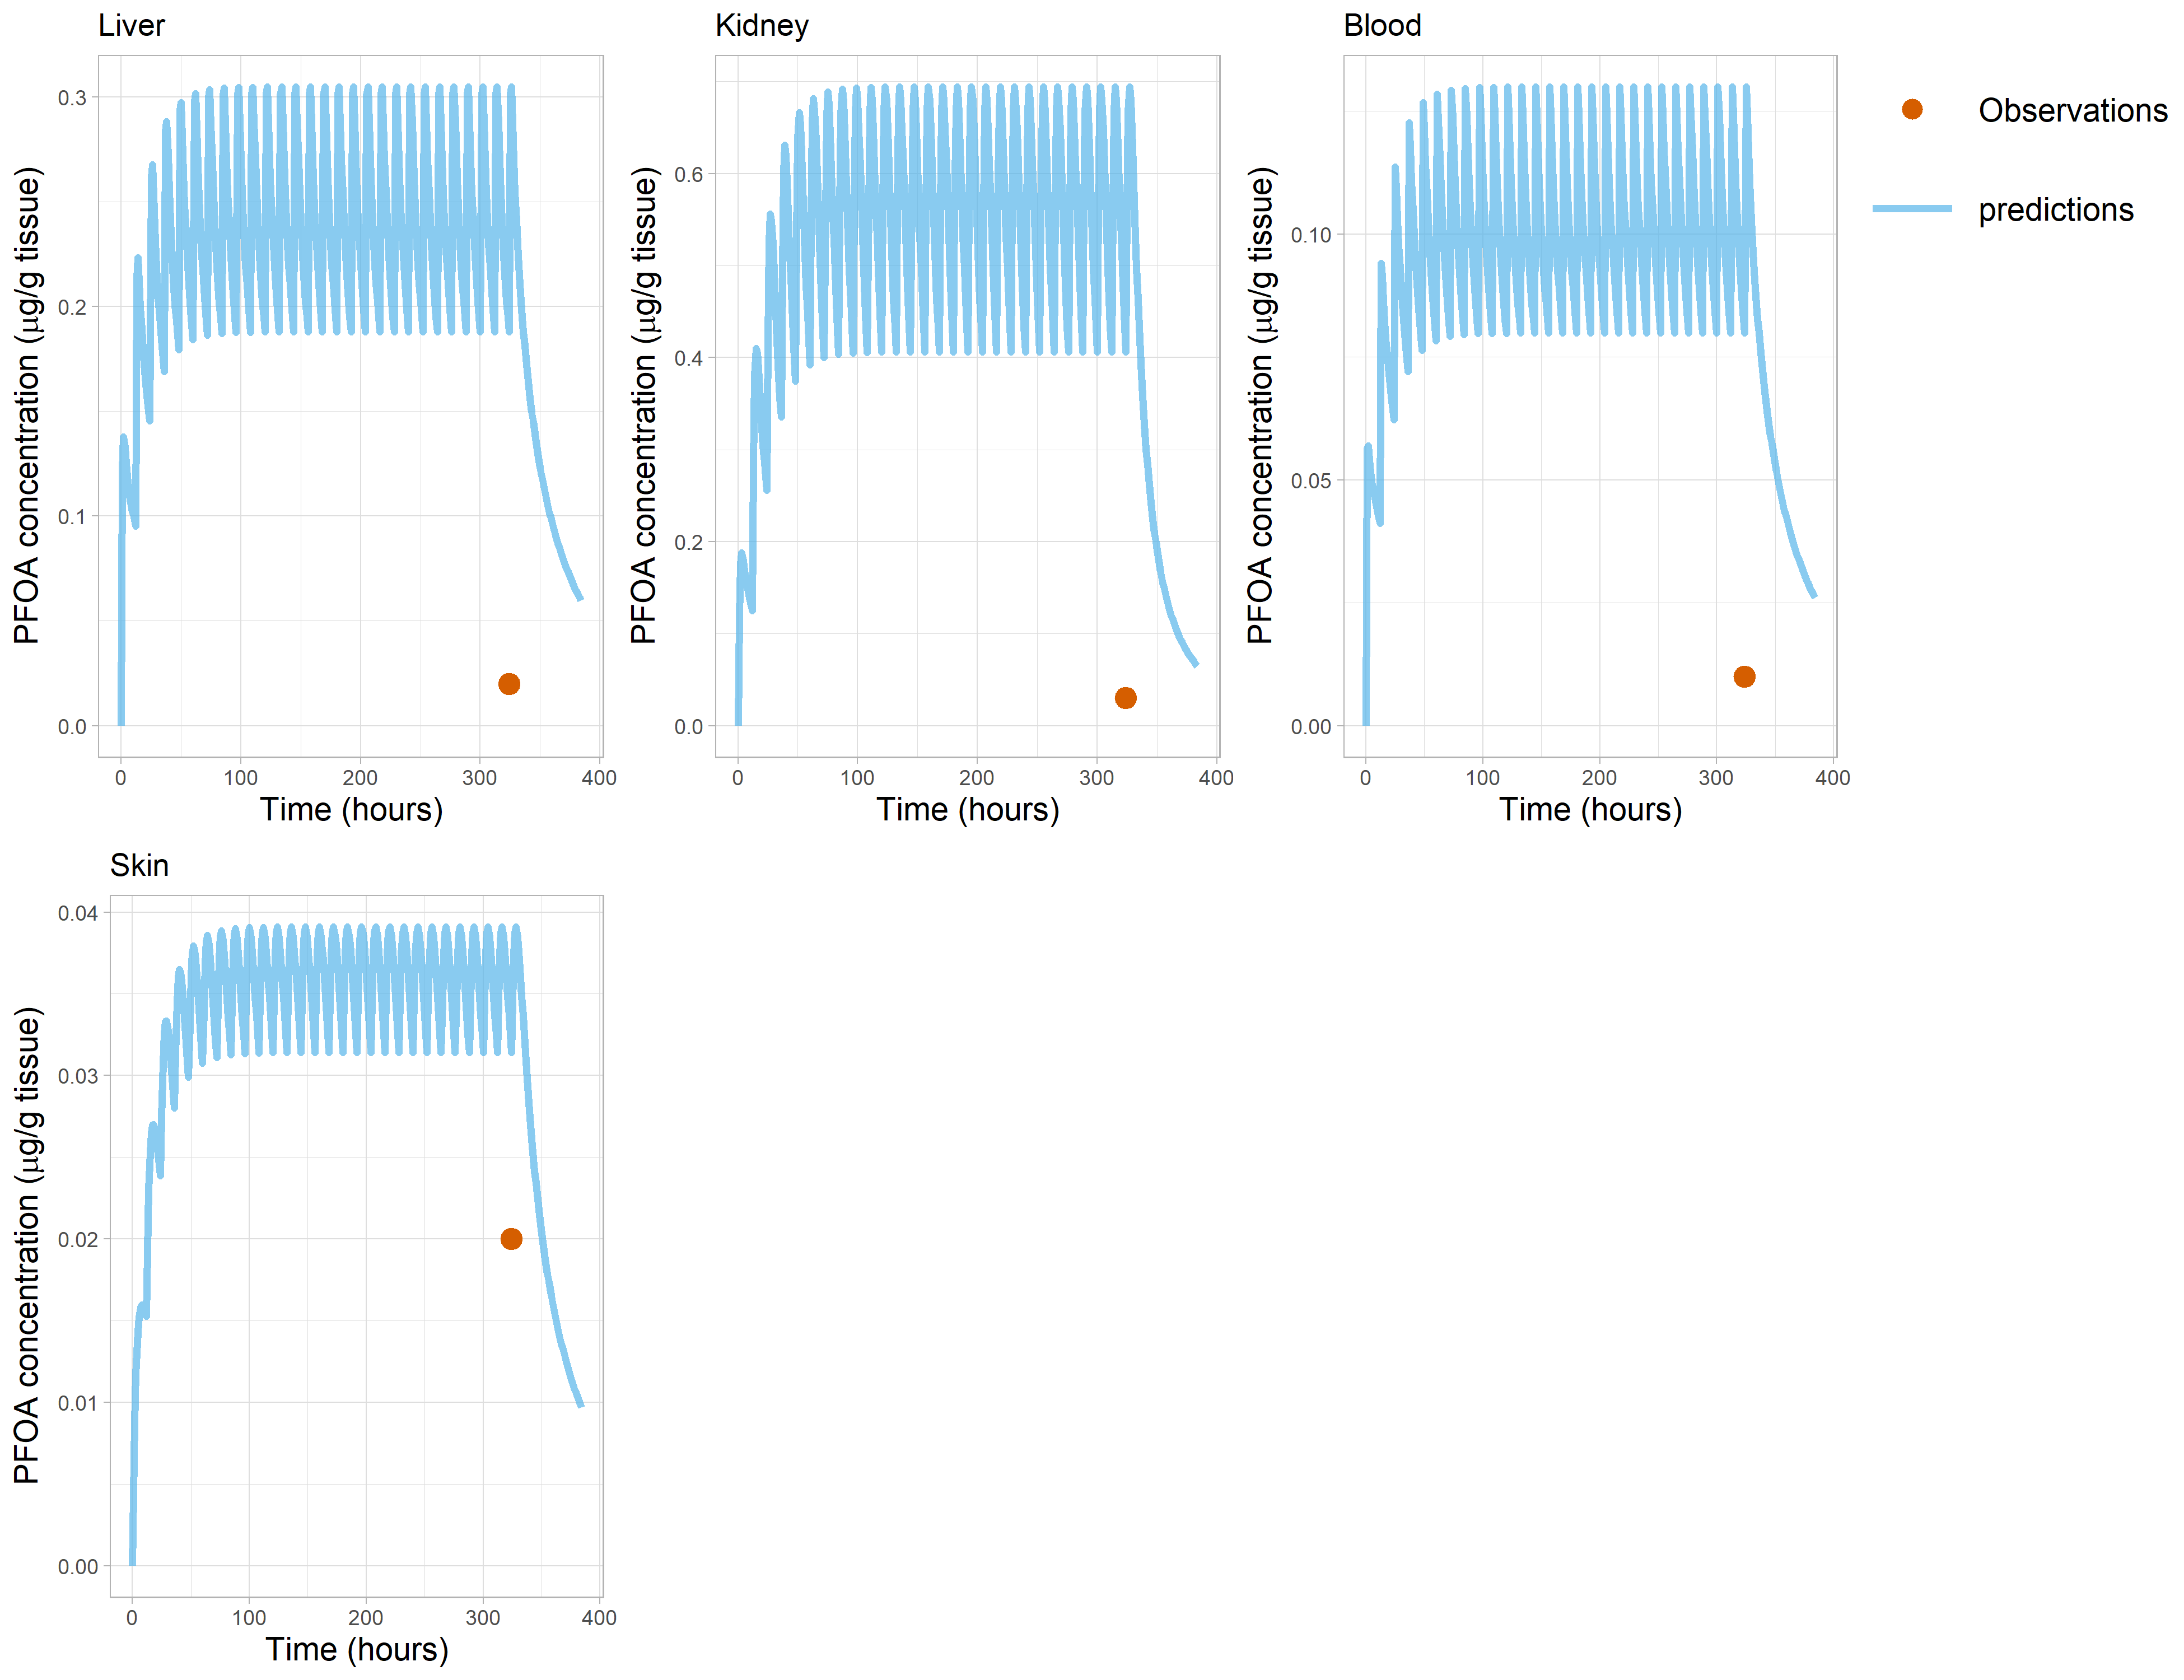 Liver
PFOA concentration (μg/g tissue)
0.3
0.2
0.1
0.0
0 100 200 300 400
Time (hours)
Kidney
PFOA concentration (μg/g tissue)
0.6
0.4
0.2
0.0
0 100 200 300 400
Time (hours)
Blood
PFOA concentration (μg/g tissue)
0.10
0.05
0.00
0 100 200 300 400
Time (hours)
Observations
predictions
Skin
PFOA concentration (μg/g tissue)
0.04
0.03
0.02
0.01
0.00
0 100 200 300 400
Time (hours)